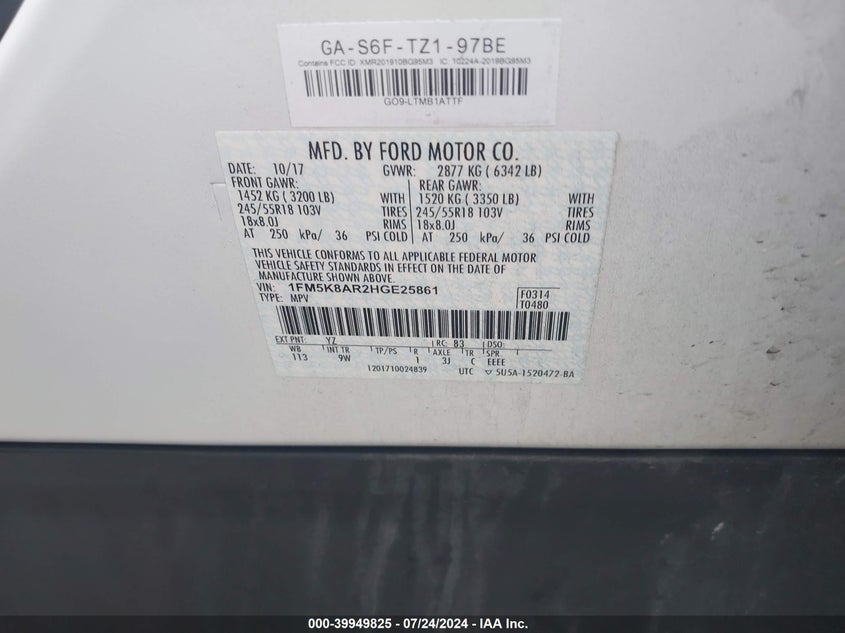 GA-S6F-TZ1-97BE
Contains FCC ID: XMR201910BG95M3 IC: 10224A-2019BG95M3
GO9-LTMB1ATTF
MFD. BY FORD MOTOR CO.
DATE: 10/17 GVWR: 2877 KG ( 6342 LB)
FRONT GAWR: REAR GAWR:
1452 KG ( 3200 LB) WITH 1520 KG ( 3350 LB) WITH
245/55R18 103V TIRES 245/55R18 103V TIRES
18x8.0J RIMS 18x8.0J RIMS
AT 250 kPa/ 36 PSI COLD AT 250 kPa/ 36 PSI COLD
THIS VEHICLE CONFORMS TO ALL APPLICABLE FEDERAL MOTOR
VEHICLE SAFETY STANDARDS IN EFFECT ON THE DATE OF
MANUFACTURE SHOWN ABOVE.
VIN: 1FM5K8AR2HGE25861 F0314
TYPE: MPV T0480
EXT PNT: YZ RC: 83 DSO:
WB INT TR TP/PS R AXLE TR SPR
113 9W 1 3J C EEEE
1201710024839 UTC ▽ 5U5A-1520472-BA
000-39949825 - 07/24/2024 - IAA Inc.